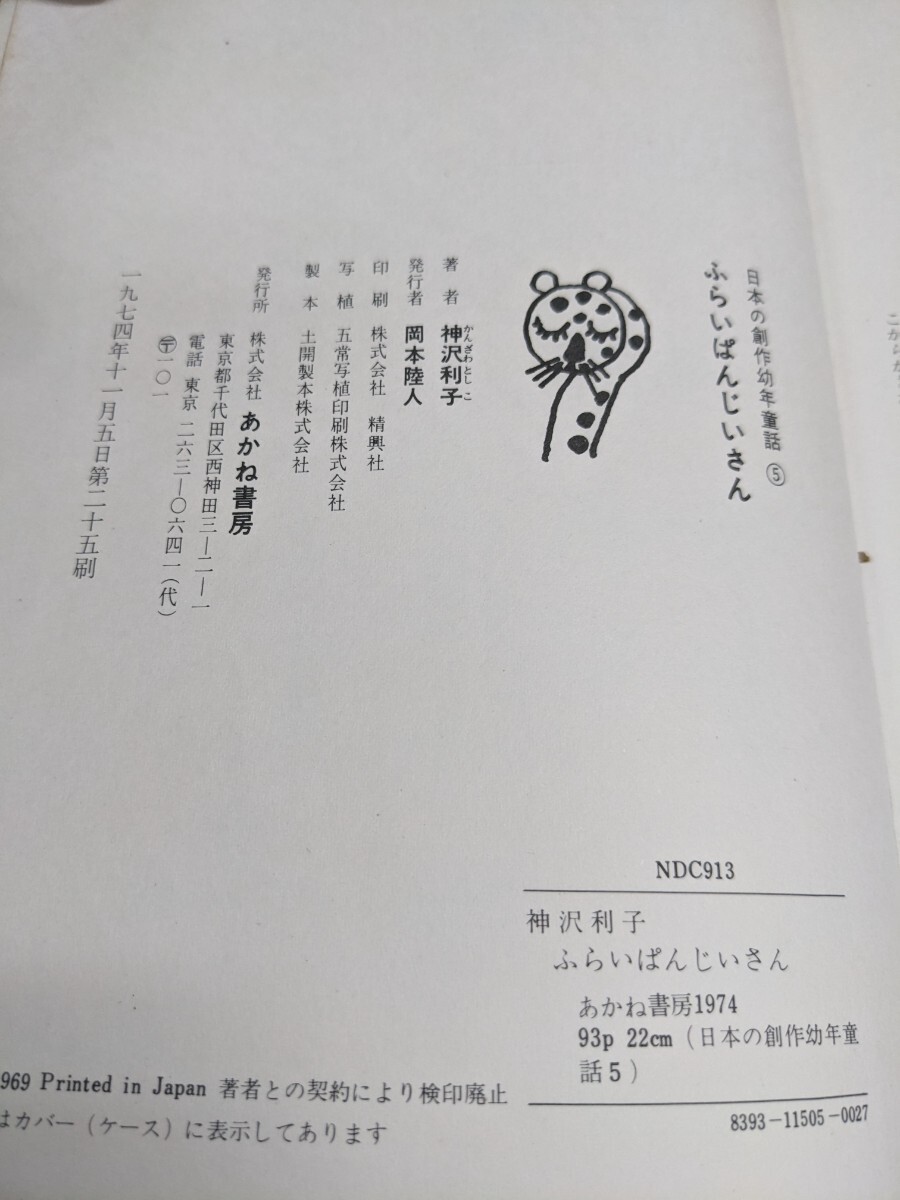 日本の創作幼年童話 ⑤
ふらいぱんじいさん
著者 神沢利子
かんざわとしこ
発行者 岡本陸人
印刷 株式会社 精興社
写植 五常写植印刷株式会社
製本 土開製本株式会社
発行所 株式会社 あかね書房
東京都千代田区西神田三—二—一
電話 東京 二六三—〇六四一(代)
〒一〇一
一九七四年十一月五日第二十五刷
NDC913
神沢利子
ふらいぱんじいさん
あかね書房1974
93p 22cm(日本の創作幼年童
話5)
8393-11505-0027
969 Printed in Japan 著者との契約により検印廃止
はカバー(ケース)に表示してあります